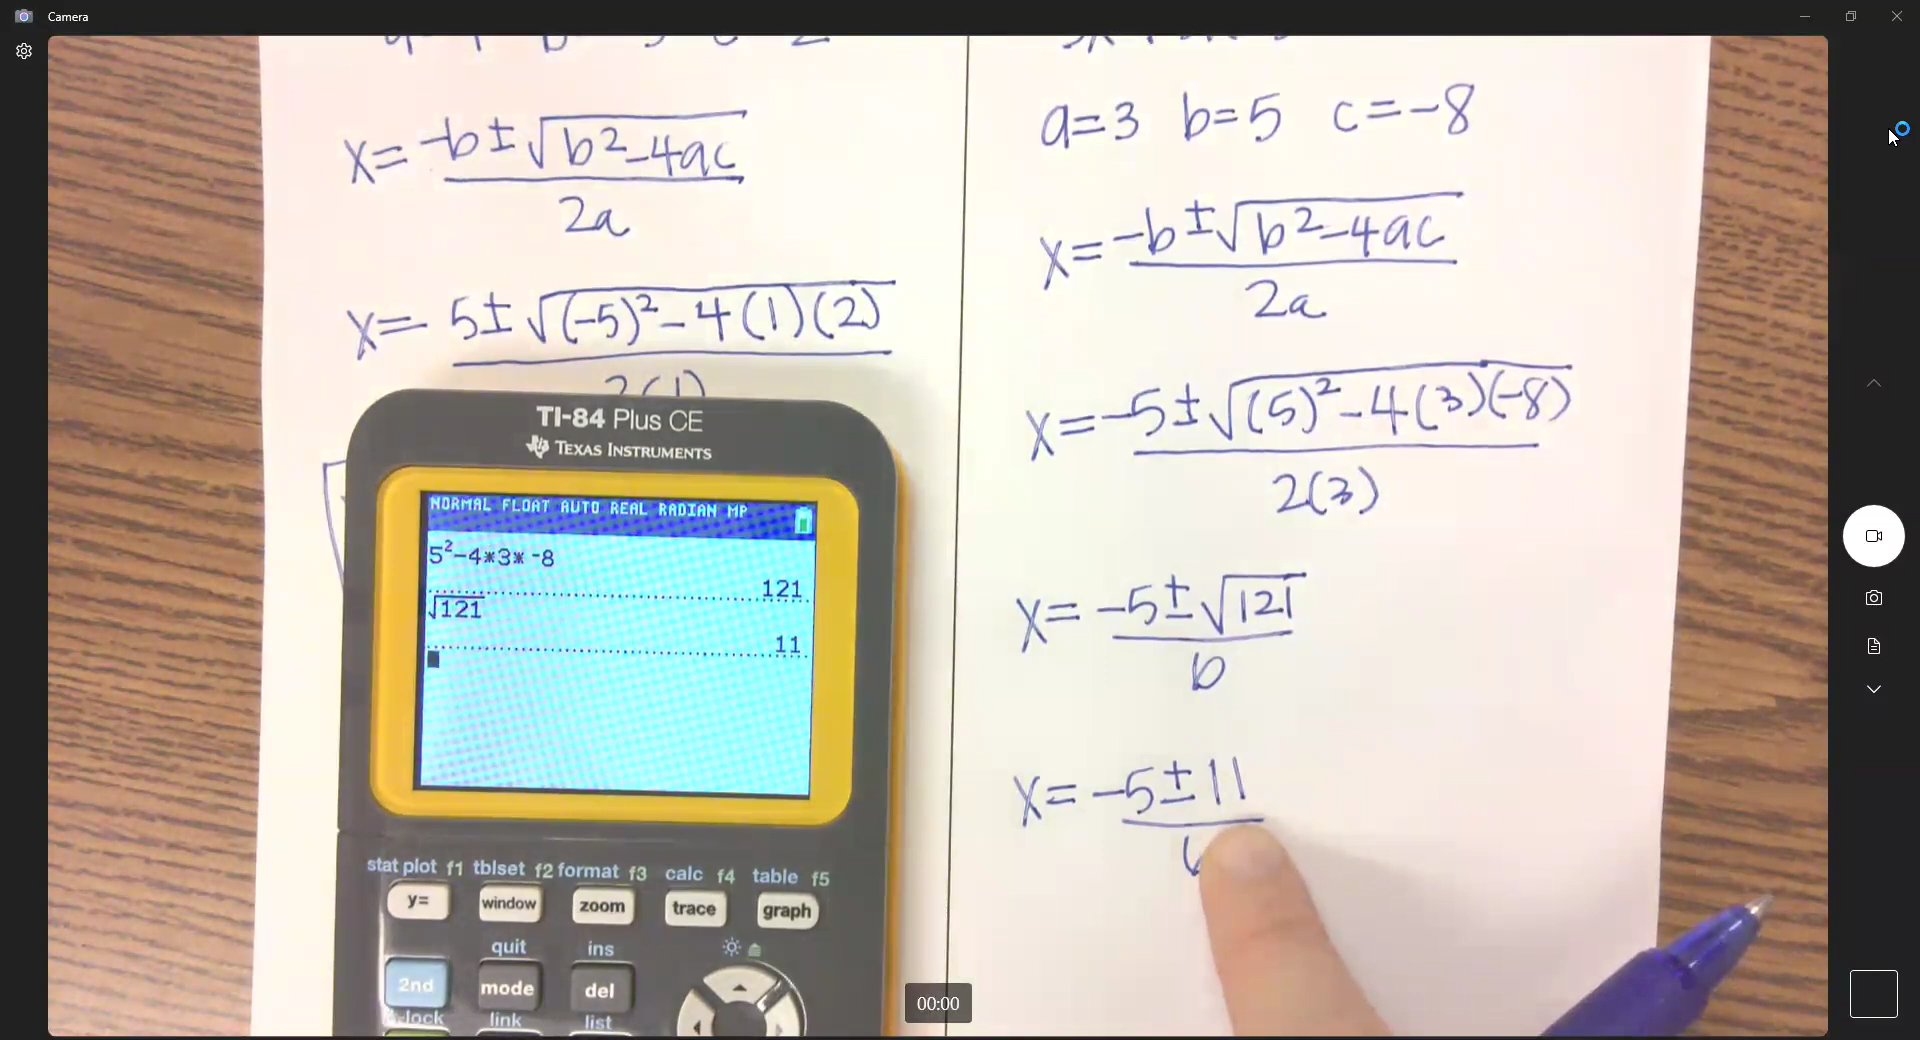 Camera
x=-b±√b²-4ac
2a
x=5±√(-5)²-4(1)(2)
2(1)
a=3 b=5 c=-8
x=-b±√b²-4ac
2a
x=-5±√(5)²-4(3)(-8)
2(3)
x=-5±√121
6
x=-5±11
TI-84 Plus CE
TEXAS INSTRUMENTS
NORMAL FLOAT AUTO REAL RADIAN MP
5²-4*3*-8
121
√121
11
stat plot f1 tblset f2 format f3 calc f4 table f5
y= window zoom trace graph
quit ins
2nd mode del
A-lock link list
00:00